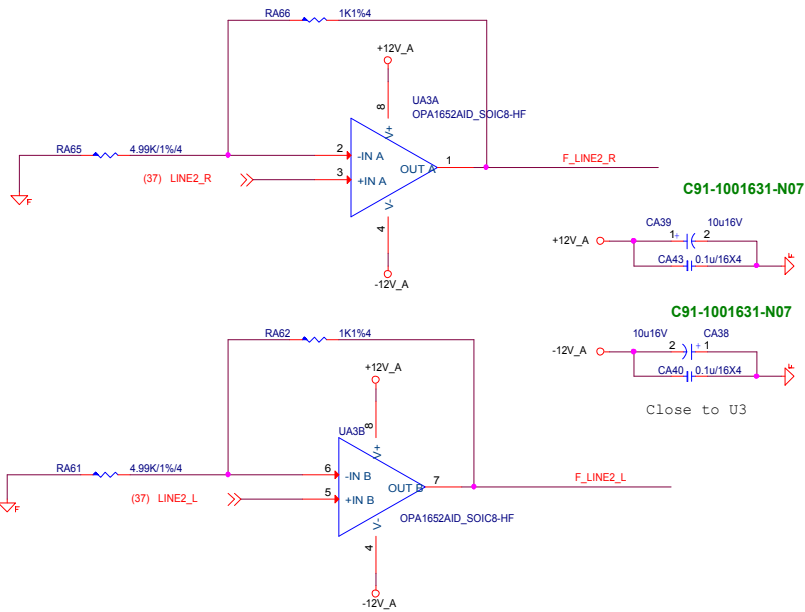 RA66 1K1%4
+12V_A
8
UA3A
OPA1652AID_SOIC8-HF
V+
RA65 4.99K/1%/4
2 -IN A
OUT A 1 F_LINE2_R
(37) LINE2_R 3 +IN A
V-
4
-12V_A
F
C91-1001631-N07
CA39 10u16V
+12V_A 1 + 2
CA43 0.1u/16X4
F
C91-1001631-N07
10u16V CA38
-12V_A 2 + 1
CA40 0.1u/16X4
F
Close to U3
RA62 1K1%4
+12V_A
8
UA3B
V+
RA61 4.99K/1%/4
6 -IN B
OUT B 7 F_LINE2_L
(37) LINE2_L 5 +IN B
V-
OPA1652AID_SOIC8-HF
4
-12V_A
F